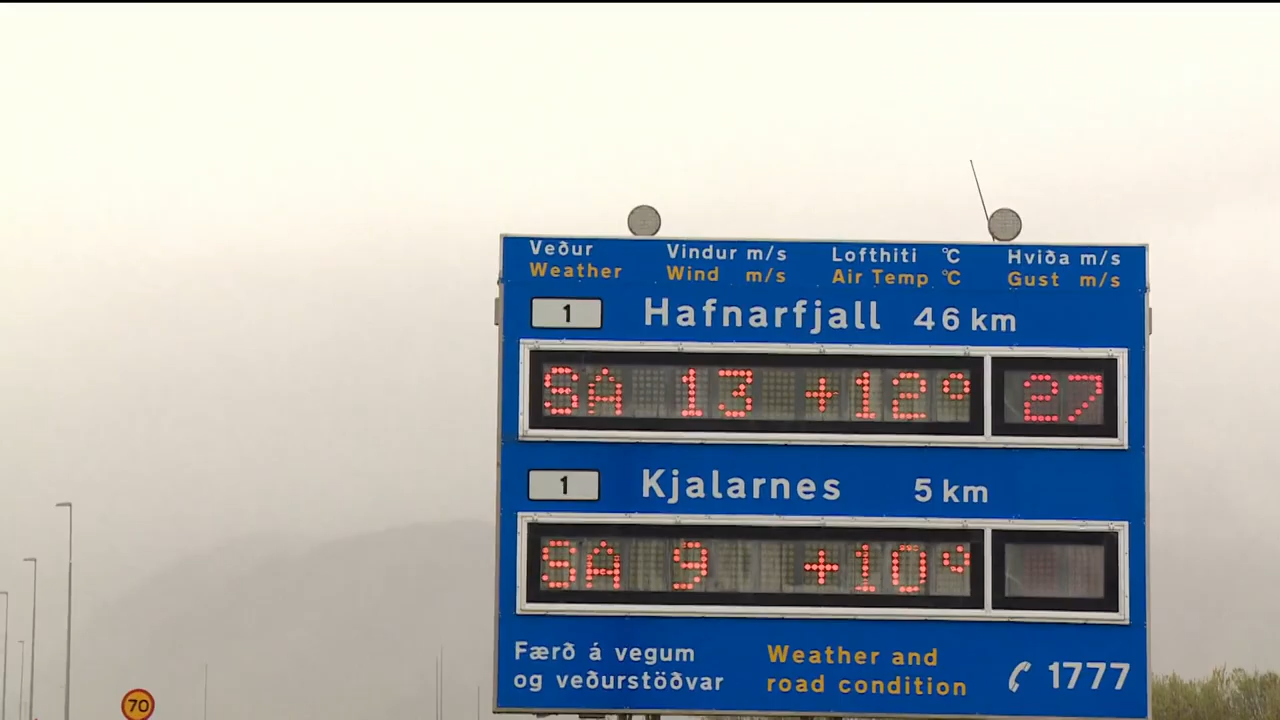 Veður Vindur m/s Lofthiti ℃ Hviða m/s
Weather Wind m/s Air Temp ℃ Gust m/s
1 Hafnarfjall 46 km
SA 13 +12° 27
1 Kjalarnes 5 km
SA 9 +10°
Færð á vegum
og veðurstöðvar
Weather and
road condition
1777
70